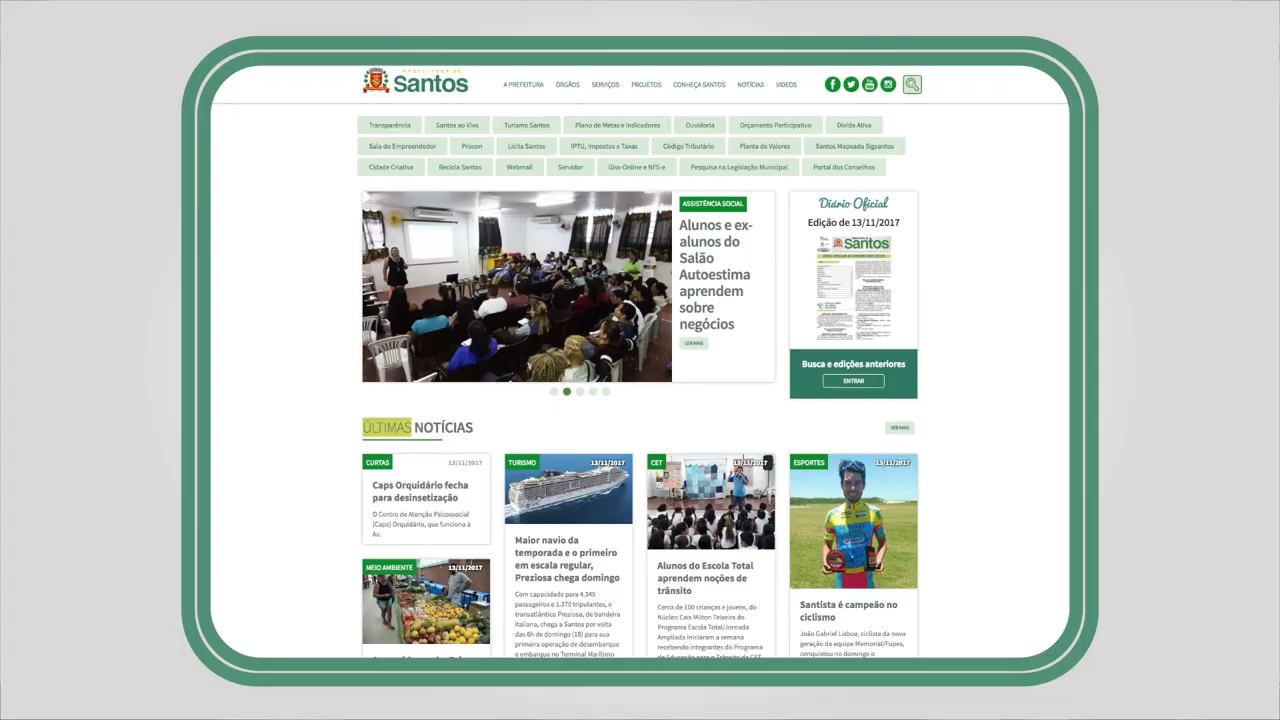 PREFEITURA DE
Santos
A PREFEITURA ÓRGÃOS SERVIÇOS PROJETOS CONHEÇA SANTOS NOTÍCIAS VIDEOS
Transparência Santos ao Vivo Turismo Santos Plano de Metas e Indicadores Ouvidoria Orçamento Participativo Dívida Ativa
Sala do Empreendedor Procon Licita Santos IPTU, Impostos e Taxas Código Tributário Planta de Valores Santos Mapeada Sigsantos
Cidade Criativa Recicla Santos Webmail Servidor Giss-Online e NFS-e Pesquisa na Legislação Municipal Portal dos Conselhos
ASSISTÊNCIA SOCIAL
Alunos e ex-
alunos do
Salão
Autoestima
aprendem
sobre
negócios
LER MAIS
Diário Oficial
Edição de 13/11/2017
Santos
Busca e edições anteriores
ENTRAR
ÚLTIMAS NOTÍCIAS
VER MAIS
CURTAS 13/11/2017
Caps Orquidário fecha
para desinsetização
O Centro de Atenção Psicossocial
(Caps) Orquidário, que funciona à
Av.
MEIO AMBIENTE 13/11/2017
TURISMO 13/11/2017
Maior navio da
temporada e o primeiro
em escala regular,
Preziosa chega domingo
Com capacidade para 4.345
passageiros e 1.370 tripulantes, o
transatlântico Preziosa, de bandeira
italiana, chega a Santos por volta
das 6h de domingo (19) para sua
primeira operação de desembarque
e embarque no Terminal Marítimo
CET 13/11/2017
Alunos do Escola Total
aprendem noções de
trânsito
Cerca de 100 crianças e jovens, do
Núcleo Cais Milton Teixeira do
Programa Escola Total/Jornada
Ampliada iniciaram a semana
recebendo integrantes do Programa
de Educação para o Trânsito da CET
ESPORTES 13/11/2017
Santista é campeão no
ciclismo
João Gabriel Lisboa, ciclista da nova
geração da equipe Memorial/Fupes,
conquistou no domingo o